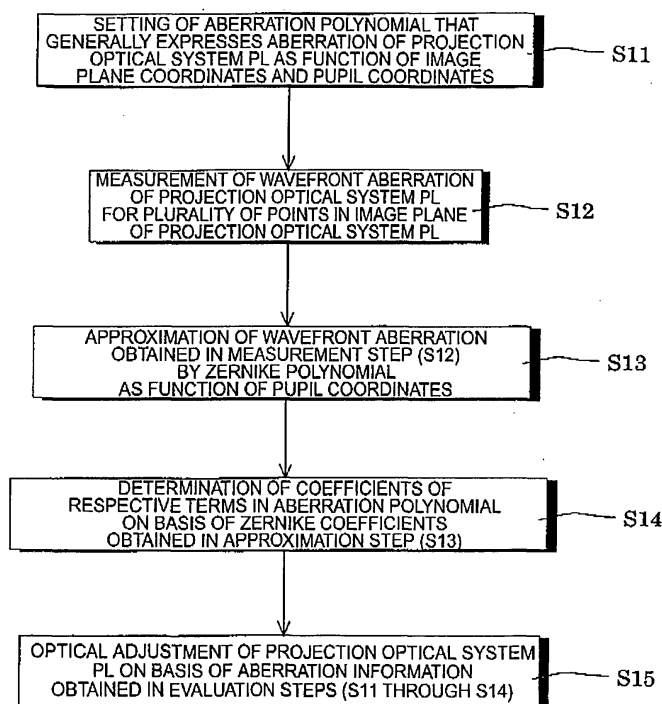 SETTING OF ABERRATION POLYNOMIAL THAT
GENERALLY EXPRESSES ABERRATION OF PROJECTION
OPTICAL SYSTEM PL AS FUNCTION OF IMAGE
PLANE COORDINATES AND PUPIL COORDINATES
S11
MEASUREMENT OF WAVEFRONT ABERRATION
OF PROJECTION OPTICAL SYSTEM PL
FOR PLURALITY OF POINTS IN IMAGE PLANE
OF PROJECTION OPTICAL SYSTEM PL
S12
APPROXIMATION OF WAVEFRONT ABERRATION
OBTAINED IN MEASUREMENT STEP (S12)
BY ZERNIKE POLYNOMIAL
AS FUNCTION OF PUPIL COORDINATES
S13
DETERMINATION OF COEFFICIENTS OF
RESPECTIVE TERMS IN ABERRATION POLYNOMIAL
ON BASIS OF ZERNIKE COEFFICIENTS
OBTAINED IN APPROXIMATION STEP (S13)
S14
OPTICAL ADJUSTMENT OF PROJECTION OPTICAL SYSTEM
PL ON BASIS OF ABERRATION INFORMATION
OBTAINED IN EVALUATION STEPS (S11 THROUGH S14)
S15